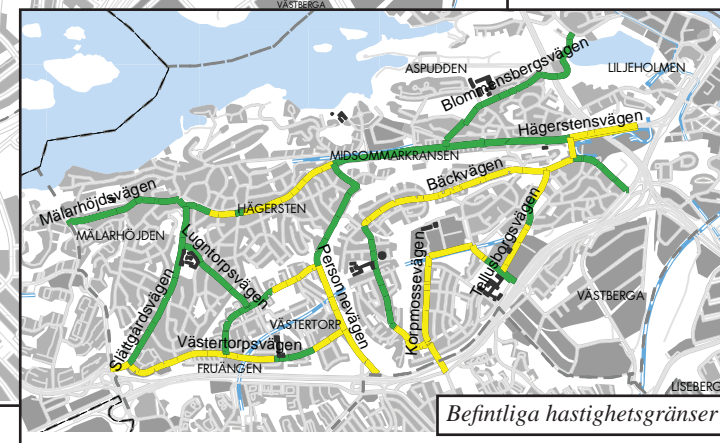 VÄSTBERGA
ASPUDDEN
LILJEHOLMEN
Blommensbergsvägen
Hägerstensvägen
MIDSOMMARKRANSEN
Bäckvägen
Mälarhöjdsvägen
HÄGERSTEN
MÄLARHÖJDEN
Lugntorpsvägen
Tellusborgsvägen
Personnevägen
Korpmossevägen
Slättgårdsvägen
VÄSTBERGA
VÄSTERTORP
Västertorpsvägen
FRUÄNGEN
LISEBERG
Befintliga hastighetsgränser